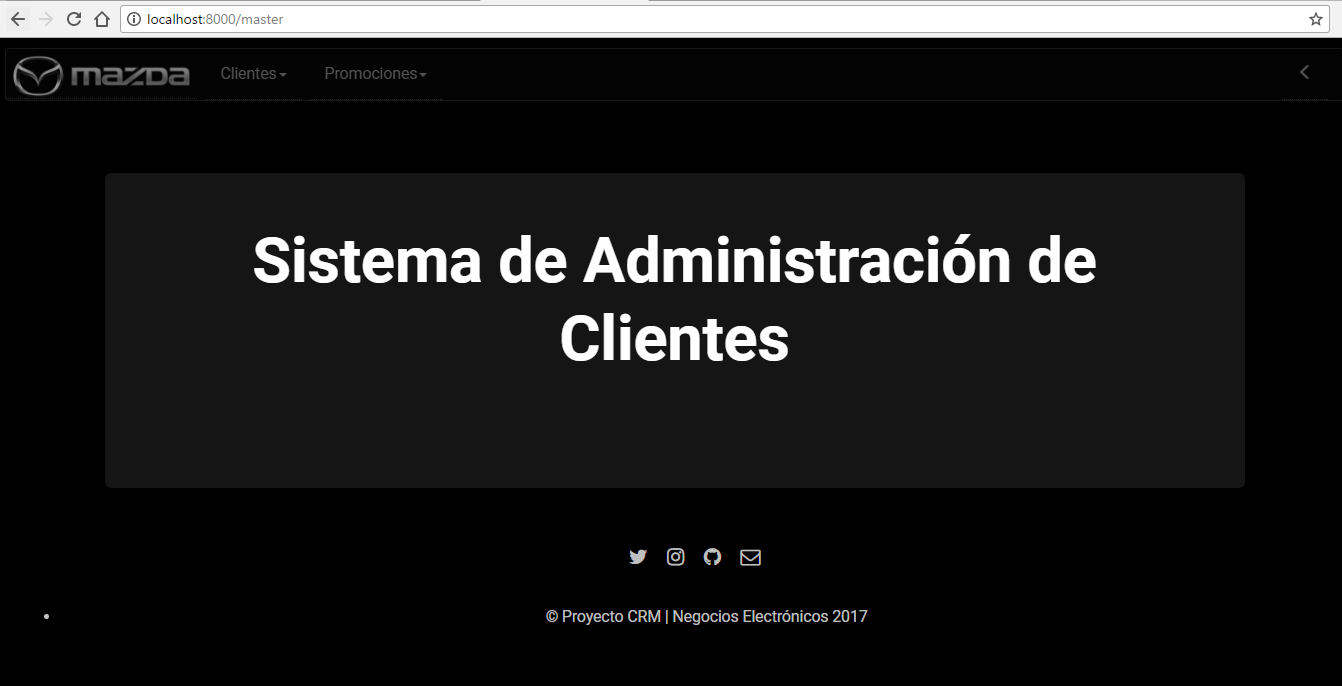 localhost:8000/master
mazda Clientes Promociones
Sistema de Administración de
Clientes
© Proyecto CRM | Negocios Electrónicos 2017